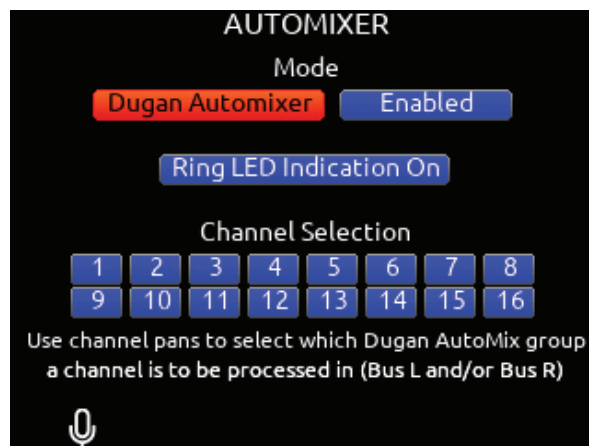 AUTOMIXER
Mode
Dugan Automixer Enabled
Ring LED Indication On
Channel Selection
1 2 3 4 5 6 7 8
9 10 11 12 13 14 15 16
Use channel pans to select which Dugan AutoMix group
a channel is to be processed in (Bus L and/or Bus R)